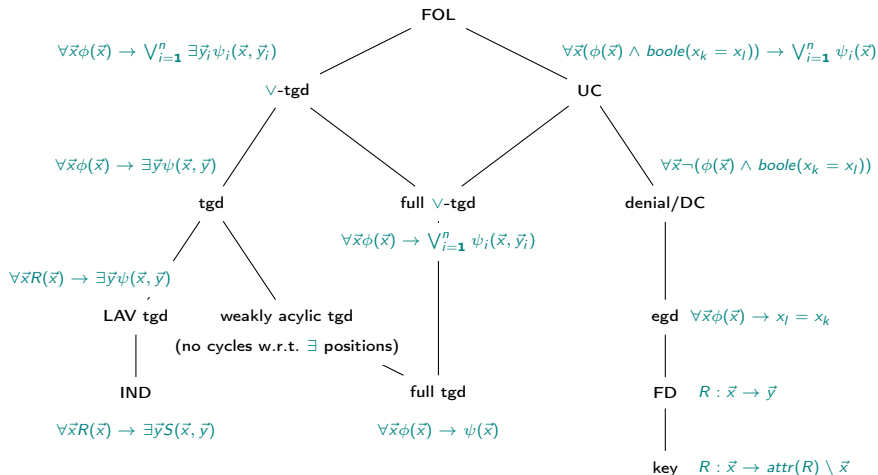 FOL
∀x⃗ϕ(x⃗) → ⋁ⁿᵢ₌₁ ∃y⃗ᵢψᵢ(x⃗, y⃗ᵢ)
∀x⃗(ϕ(x⃗) ∧ boole(xₖ = xₗ)) → ⋁ⁿᵢ₌₁ ψᵢ(x⃗)
∨-tgd
UC
∀x⃗ϕ(x⃗) → ∃y⃗ψ(x⃗, y⃗)
∀x⃗¬(ϕ(x⃗) ∧ boole(xₖ = xₗ))
tgd
full ∨-tgd
denial/DC
∀x⃗ϕ(x⃗) → ⋁ⁿᵢ₌₁ ψᵢ(x⃗, y⃗ᵢ)
∀x⃗R(x⃗) → ∃y⃗ψ(x⃗, y⃗)
LAV tgd
weakly acylic tgd
egd
∀x⃗ϕ(x⃗) → xₗ = xₖ
(no cycles w.r.t. ∃ positions)
IND
full tgd
FD
R : x⃗ → y⃗
∀x⃗R(x⃗) → ∃y⃗S(x⃗, y⃗)
∀x⃗ϕ(x⃗) → ψ(x⃗)
key
R : x⃗ → attr(R) \ x⃗